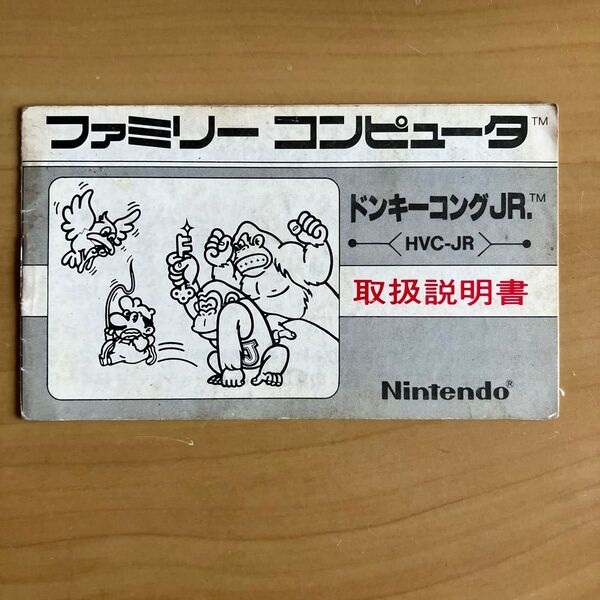 ファミリー コンピュータ™
ドンキーコングJR.™
HVC-JR
取扱説明書
J
Nintendo®